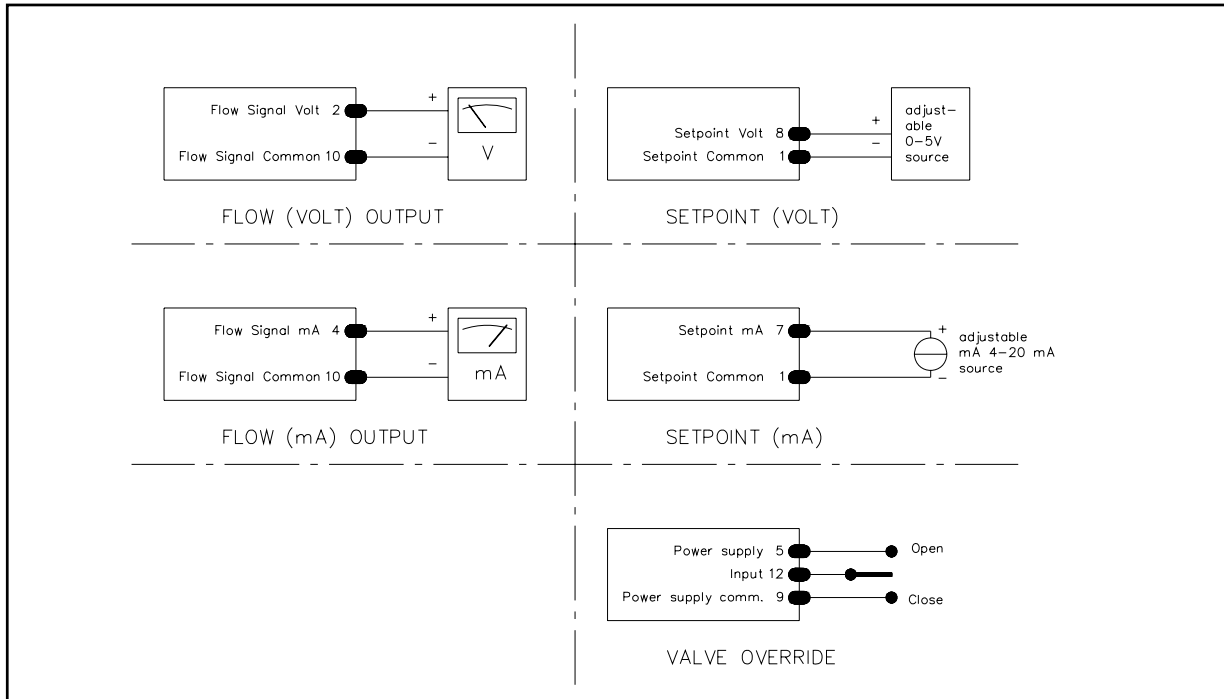 Flow Signal Volt 2
Flow Signal Common 10
+
−
V
FLOW (VOLT) OUTPUT
Setpoint Volt 8
Setpoint Common 1
+
−
adjust-
able
0−5V
source
SETPOINT (VOLT)
Flow Signal mA 4
Flow Signal Common 10
+
−
mA
FLOW (mA) OUTPUT
Setpoint mA 7
Setpoint Common 1
+
−
adjustable
mA 4−20 mA
source
SETPOINT (mA)
Power supply 5
Input 12
Power supply comm. 9
Open
Close
VALVE OVERRIDE